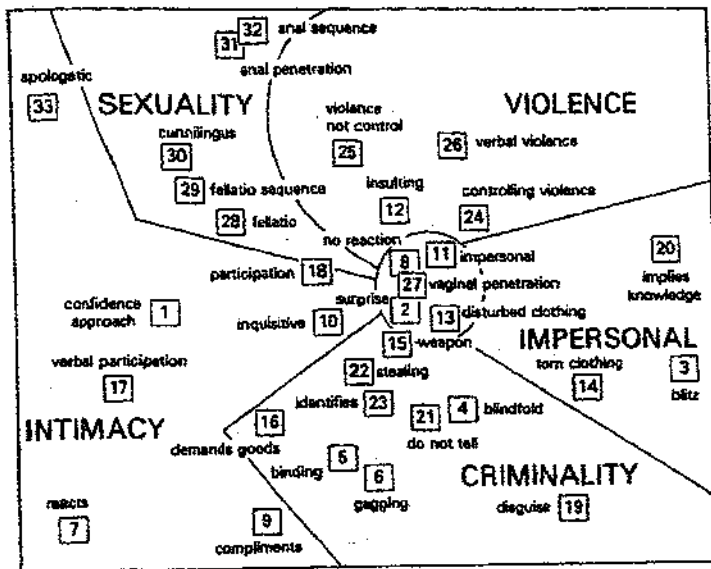 32 anal sequence
31
anal penetration
apologetic
33
SEXUALITY
VIOLENCE
violence
not control
25
26 verbal violence
cunnilingus
30
29 fellatio sequence
insulting
12
controlling violence
24
28 fellatio
no reaction
8
11 impersonal
20
implies
knowledge
participation 18
27 vaginal penetration
surprise
2
confidence
approach 1
inquisitive 10
13 disturbed clothing
IMPERSONAL
15 weapon
verbal participation
17
22 stealing
torn clothing
14
3
blitz
identifies 23
21
do not tell
4 blindfold
INTIMACY
16
demands goods
binding 5
6
gagging
CRIMINALITY
disguise 19
reacts
7
9
compliments